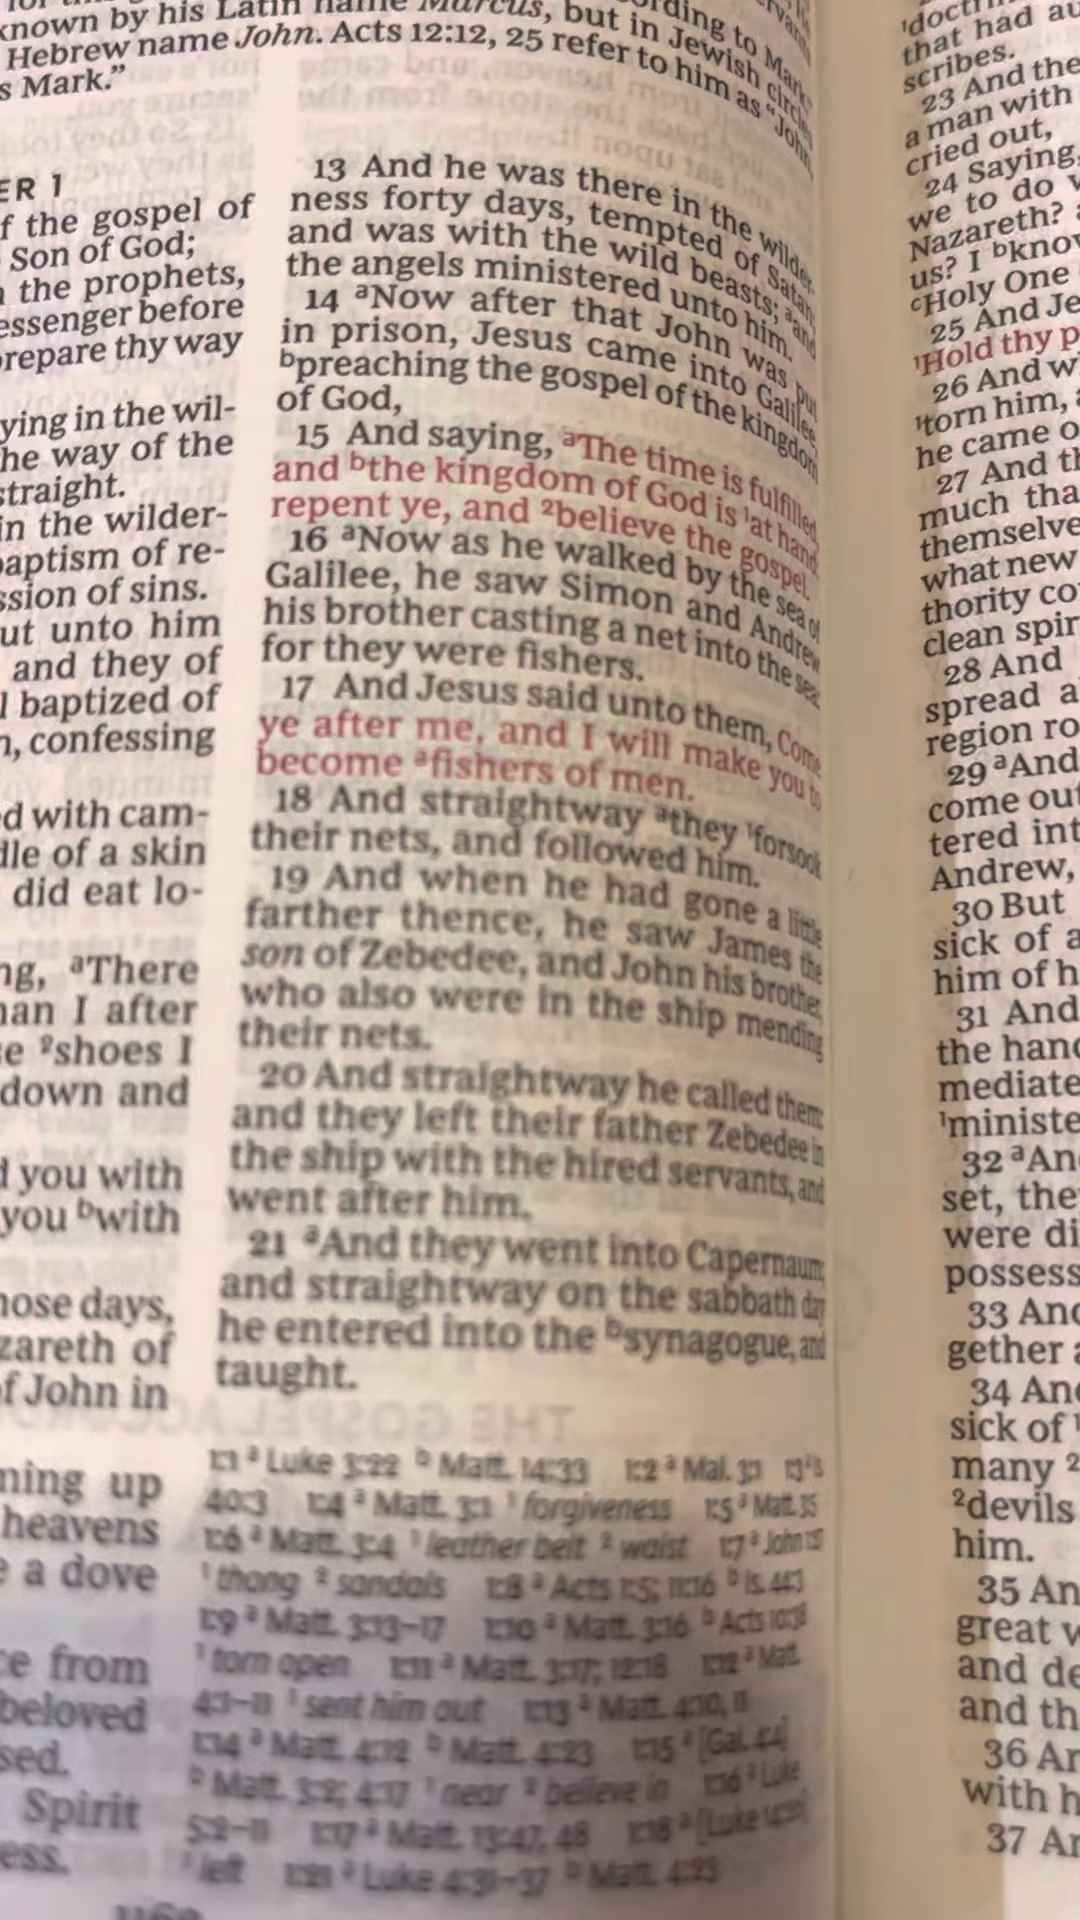 known by his Latin name Marcus, but in Jewish circles
Hebrew name John. Acts 12:12, 25 refer to him as "John
s Mark."
ER 1
f the gospel of
Son of God;
the prophets,
essenger before
repare thy way
ying in the wil-
he way of the
straight.
in the wilder-
baptism of re-
ssion of sins.
ut unto him
and they of
l baptized of
n, confessing
d with cam-
dle of a skin
did eat lo-
ng, aThere
man I after
e 2shoes I
down and
d you with
you bwith
hose days,
zareth of
f John in
ming up
heavens
e a dove
ce from
beloved
sed.
Spirit
ess.
13 And he was there in the wilder-
ness forty days, tempted of Satan;
and was with the wild beasts; aand
the angels ministered unto him.
14 aNow after that John was put
in prison, Jesus came into Galilee,
bpreaching the gospel of the kingdom
of God,
15 And saying, aThe time is fulfilled,
and bthe kingdom of God is 1at hand:
repent ye, and 2believe the gospel.
16 aNow as he walked by the sea of
Galilee, he saw Simon and Andrew
his brother casting a net into the sea:
for they were fishers.
17 And Jesus said unto them, Come
ye after me, and I will make you to
become afishers of men.
18 And straightway athey 1forsook
their nets, and followed him.
19 And when he had gone a little
farther thence, he saw James the
son of Zebedee, and John his brother,
who also were in the ship mending
their nets.
20 And straightway he called them:
and they left their father Zebedee in
the ship with the hired servants, and
went after him.
21 aAnd they went into Capernaum;
and straightway on the sabbath day
he entered into the bsynagogue, and
taught.
1:1 a Luke 3:22 b Matt. 14:33 1:2 a Mal. 3:1
40:3 1:4 a Matt. 3:1 1 forgiveness 1:5 a Matt. 3:5
1:6 a Matt. 3:4 1 leather belt 2 waist 1:7 a John
1 thong 2 sandals 1:8 a Acts 1:5; 11:16 b Is. 44:3
1:9 a Matt. 3:13–17 1:10 a Matt. 3:16 b Acts 10:38
1 torn open 1:11 a Matt. 3:17; 12:18 1:12 a Matt.
4:1–11 1 sent him out 1:13 a Matt. 4:10, 11
1:14 a Matt. 4:12 b Matt. 4:23 1:15 a [Gal. 4:4]
b Matt. 3:2; 4:17 1 near 2 believe in 1:16 a Luke
5:2–11 1:17 a Matt. 13:47, 48 1:18 a [Luke
1 left 1:21 a Luke 4:31–37 b Matt. 4:23
that had au
scribes.
23 And the
a man with
cried out,
24 Saying,
we to do
Nazareth?
us? I bknow
cHoly One
25 And Je
1Hold thy p
26 And w
1torn him,
he came o
27 And th
much tha
themselve
what new
thority co
clean spir
28 And
spread a
region ro
29 aAnd
come out
tered int
Andrew,
30 But
sick of a
him of h
31 And
the hand
mediate
1ministe
32 aAn
set, the
were di
possess
33 And
gether a
34 And
sick of
many 2
2devils
him.
35 An
great w
and de
and th
36 An
with h
37 An